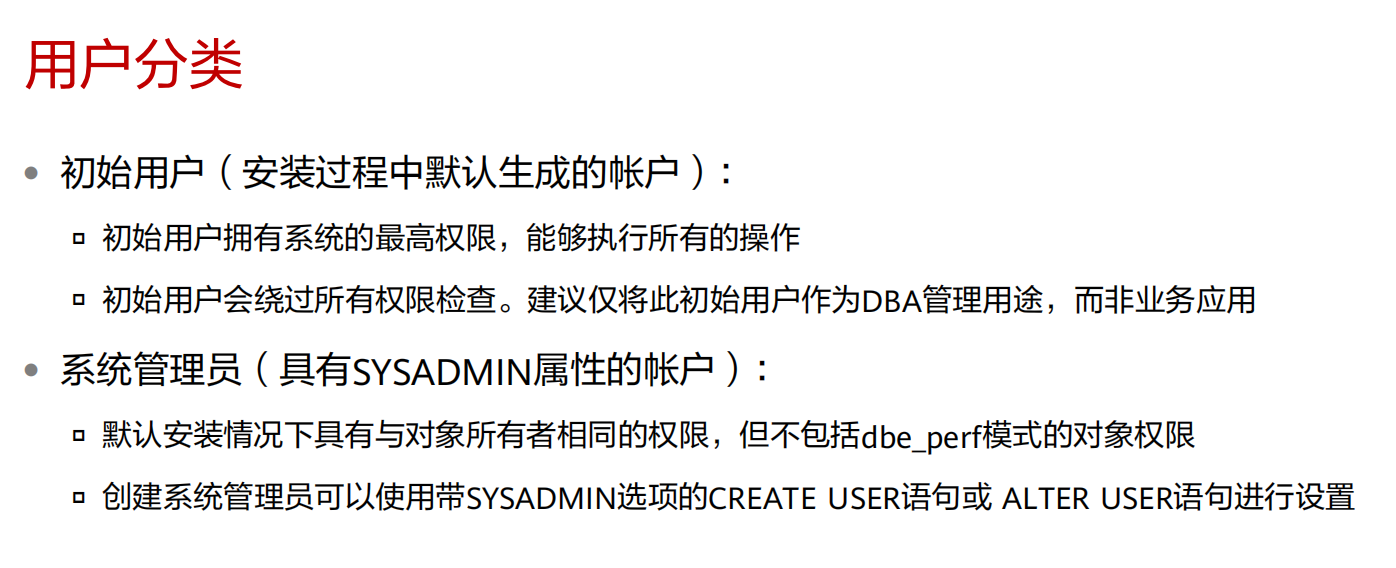 用户分类
初始用户（安装过程中默认生成的帐户）：
初始用户拥有系统的最高权限，能够执行所有的操作
初始用户会绕过所有权限检查。建议仅将此初始用户作为DBA管理用途，而非业务应用
系统管理员（具有SYSADMIN属性的帐户）：
默认安装情况下具有与对象所有者相同的权限，但不包括dbe_perf模式的对象权限
创建系统管理员可以使用带SYSADMIN选项的CREATE USER语句或 ALTER USER语句进行设置